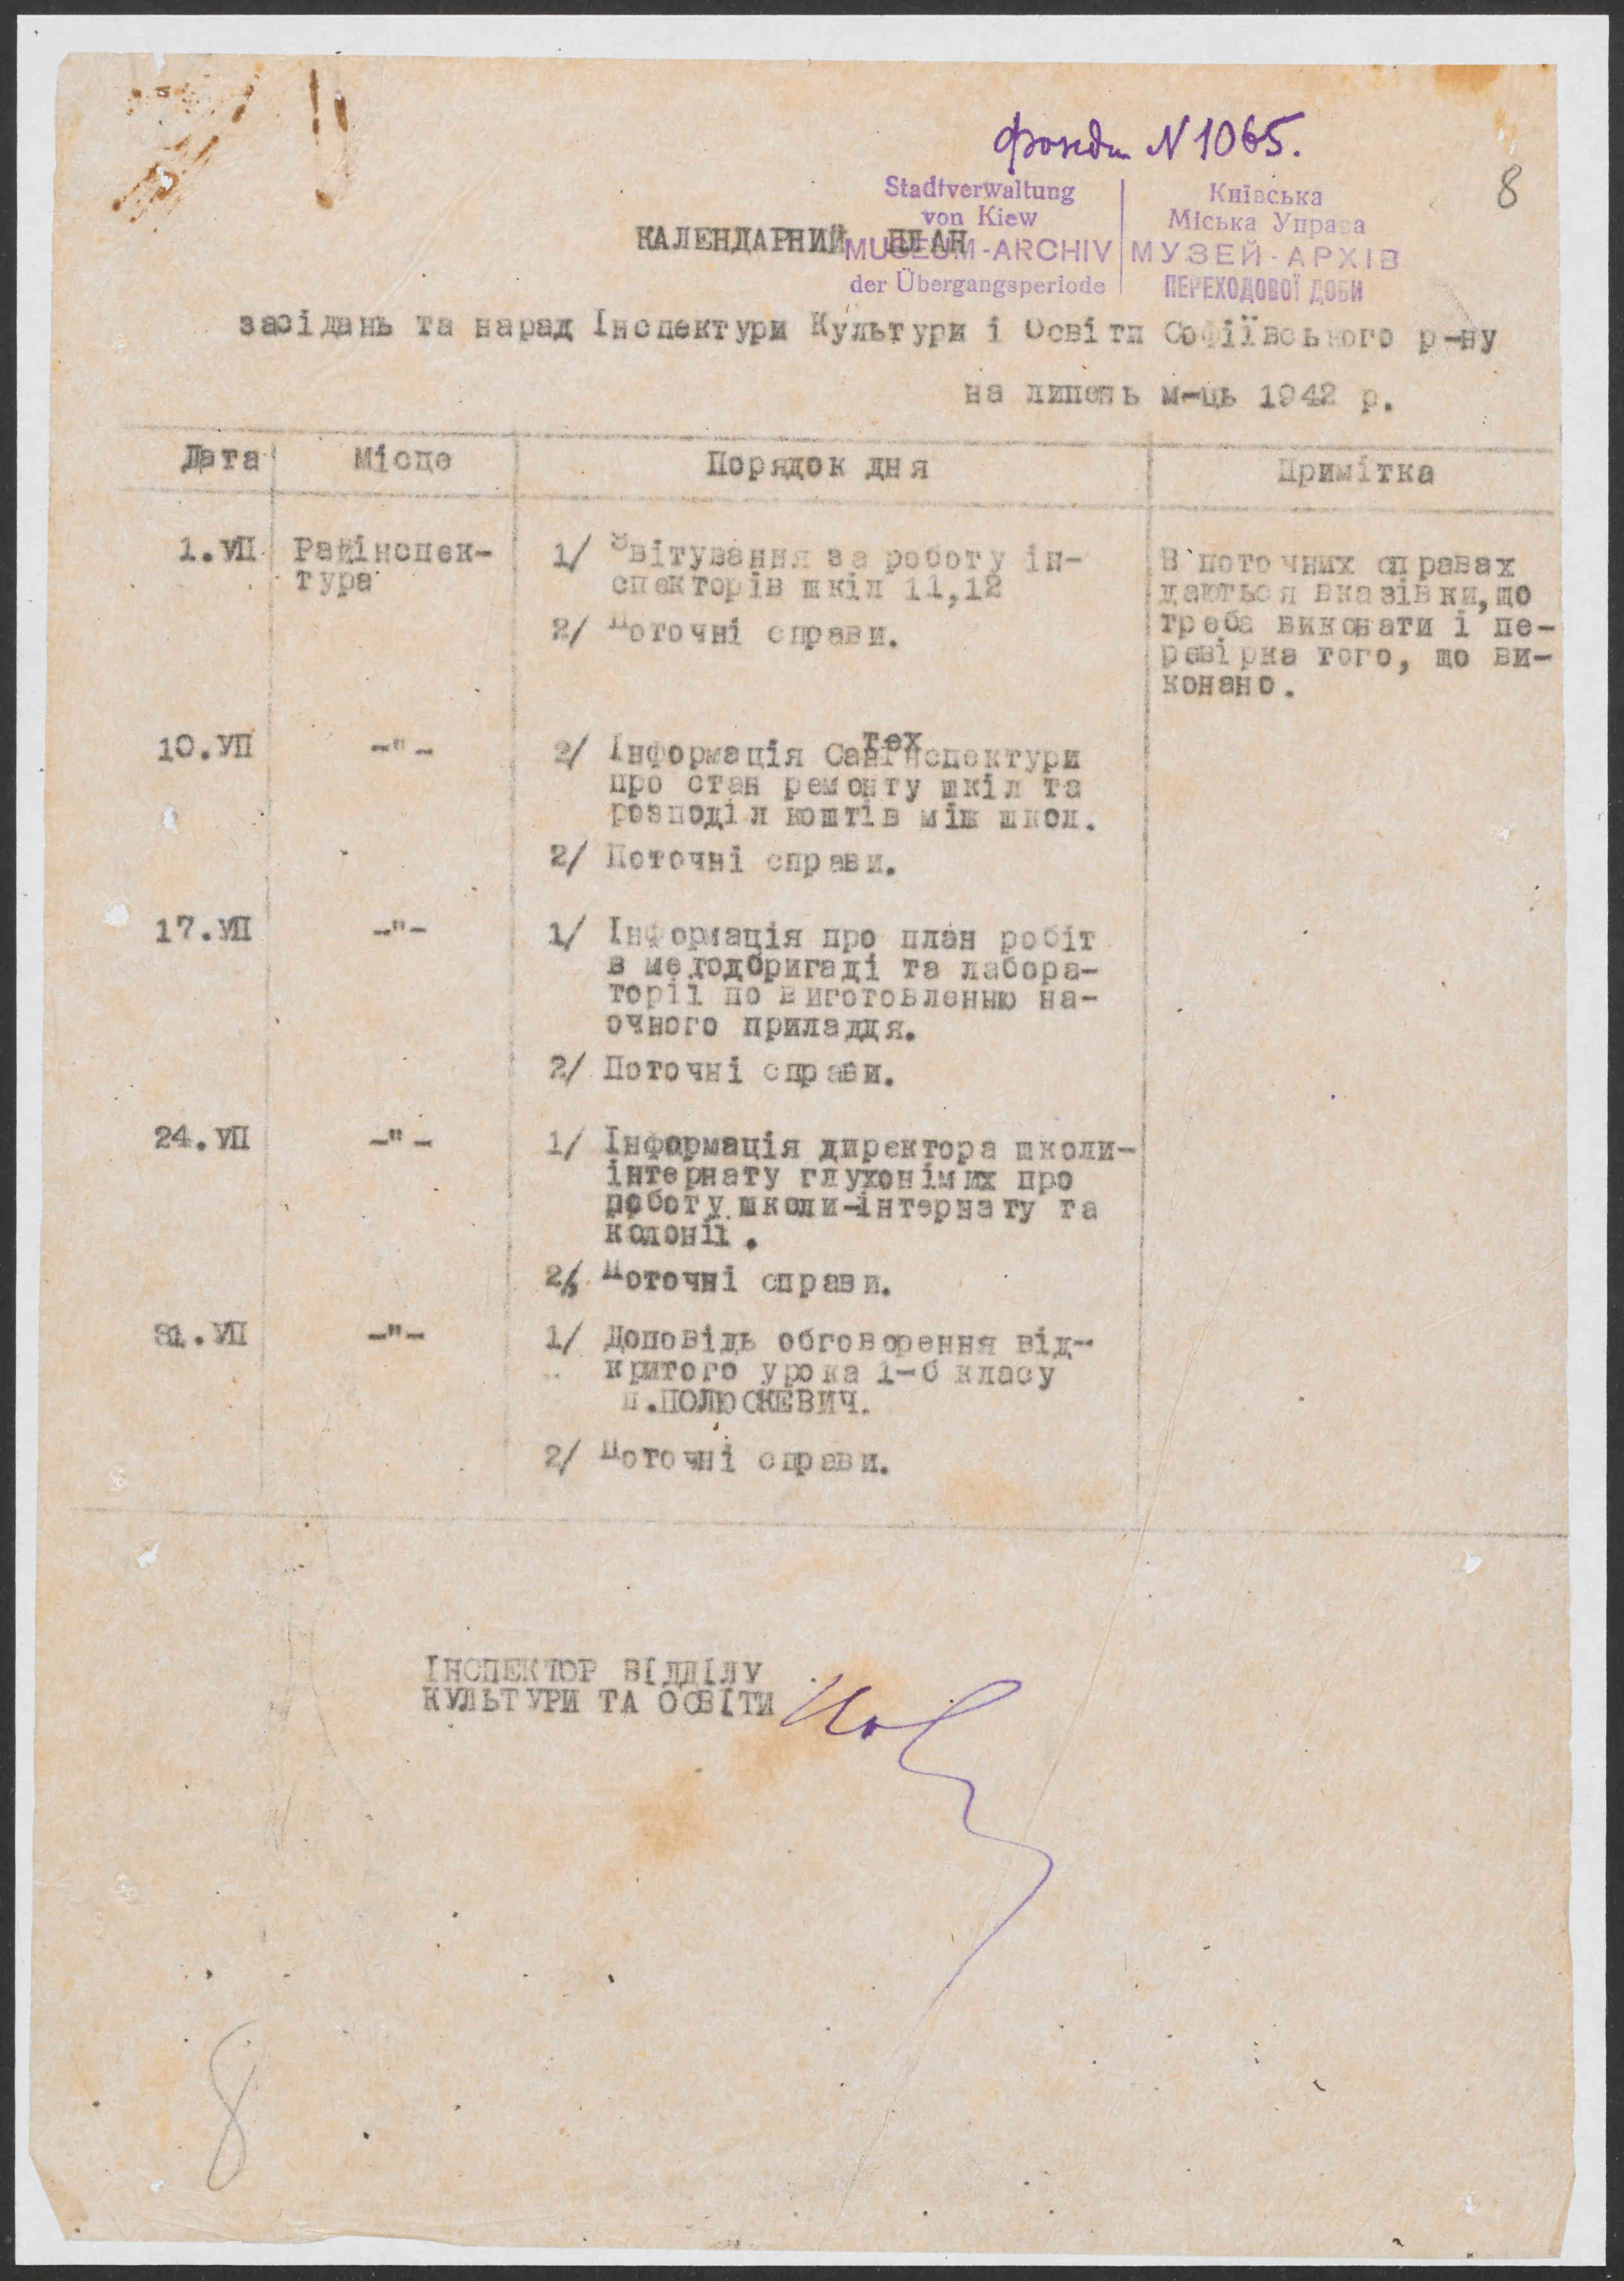 фонд N 1065.
8
Stadtverwaltung
von Kiew
MUSEUM-ARCHIV
der Übergangsperiode
Київська
Міська Управа
МУЗЕЙ-АРХІВ
ПЕРЕХОДОВОЇ ДОБИ
КАЛЕНДАРНИЙ ПЛАН
засідань та нарад Інспектури Культури і Освіти Софіївського р-ну
на липень м-ць 1942 р.
Дата Місце Порядок дня Примітка
1.VII Райінспек-
тура
1/ Звітування за роботу ін-
спекторів шкіл 11,12
2/ Поточні справи.
В поточних справах
даються вказівки,що
треба виконати і пе-
ревірка того, що ви-
конано.
10.VII -"- 2/ Інформація Сантехінспектури
про стан ремонту шкіл та
розподіл коштів між школ.
2/ Поточні справи.
17.VII -"- 1/ Інформація про план робіт
в методбригаді та лабора-
торії по виготовленню на-
очного приладдя.
2/ Поточні справи.
24.VII -"- 1/ Інформація директора школи-
інтернату глухонімих про
роботу школи-інтернату та
колонії.
2/ Поточні справи.
31.VII -"- 1/ Доповідь обговорення від-
критого урока 1-б класу
п.ПОЛЮСКЕВИЧ.
2/ Поточні справи.
ІНСПЕКТОР ВІДДІЛУ
КУЛЬТУРИ ТА ОСВІТИ
8